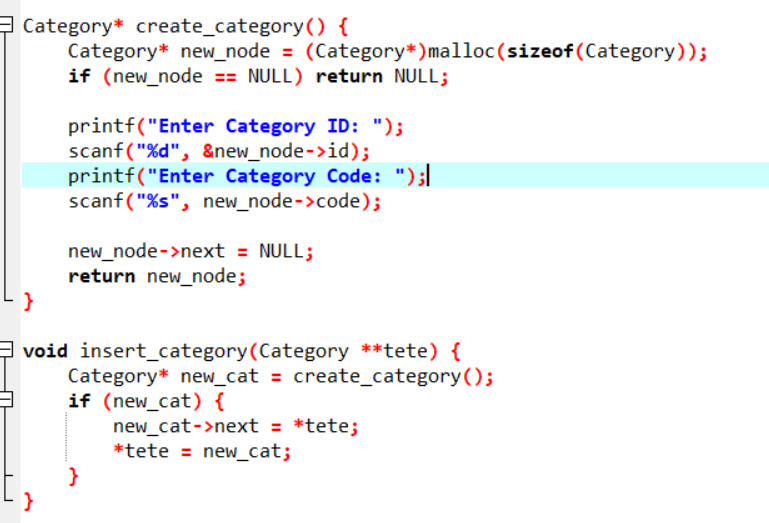 Category* create_category() {
    Category* new_node = (Category*)malloc(sizeof(Category));
    if (new_node == NULL) return NULL;

    printf("Enter Category ID: ");
    scanf("%d", &new_node->id);
    printf("Enter Category Code: ");
    scanf("%s", new_node->code);

    new_node->next = NULL;
    return new_node;
}

void insert_category(Category **tete) {
    Category* new_cat = create_category();
    if (new_cat) {
        new_cat->next = *tete;
        *tete = new_cat;
    }
}